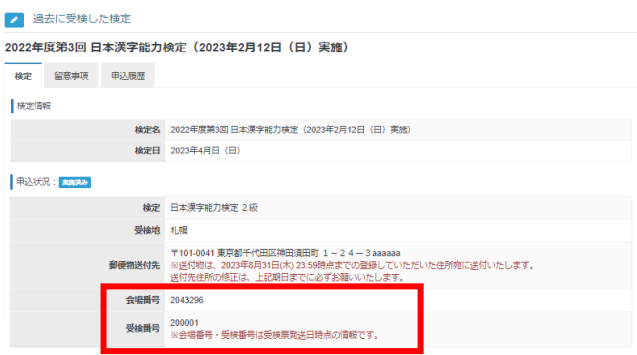 過去に受検した検定
2022年度第3回 日本漢字能力検定（2023年2月12日（日）実施）
検定 留意事項 申込履歴
検定情報
検定名 2022年度第3回 日本漢字能力検定（2023年2月12日（日）実施）
検定日 2023年4月日（日）
申込状況： 実施済み
検定 日本漢字能力検定 2級
受検地 札幌
郵便物送付先 〒101-0041 東京都千代田区神田須田町 １－２４－３aaaaaa
※送付物は、2023年8月31日(木) 23:59時点までの登録していただいた住所宛に送付いたします。
送付先住所の修正は、上記期日までに必ずお願いいたします。
会場番号 2043296
受検番号 200001
※会場番号・受検番号は受検票発送日時点の情報です。